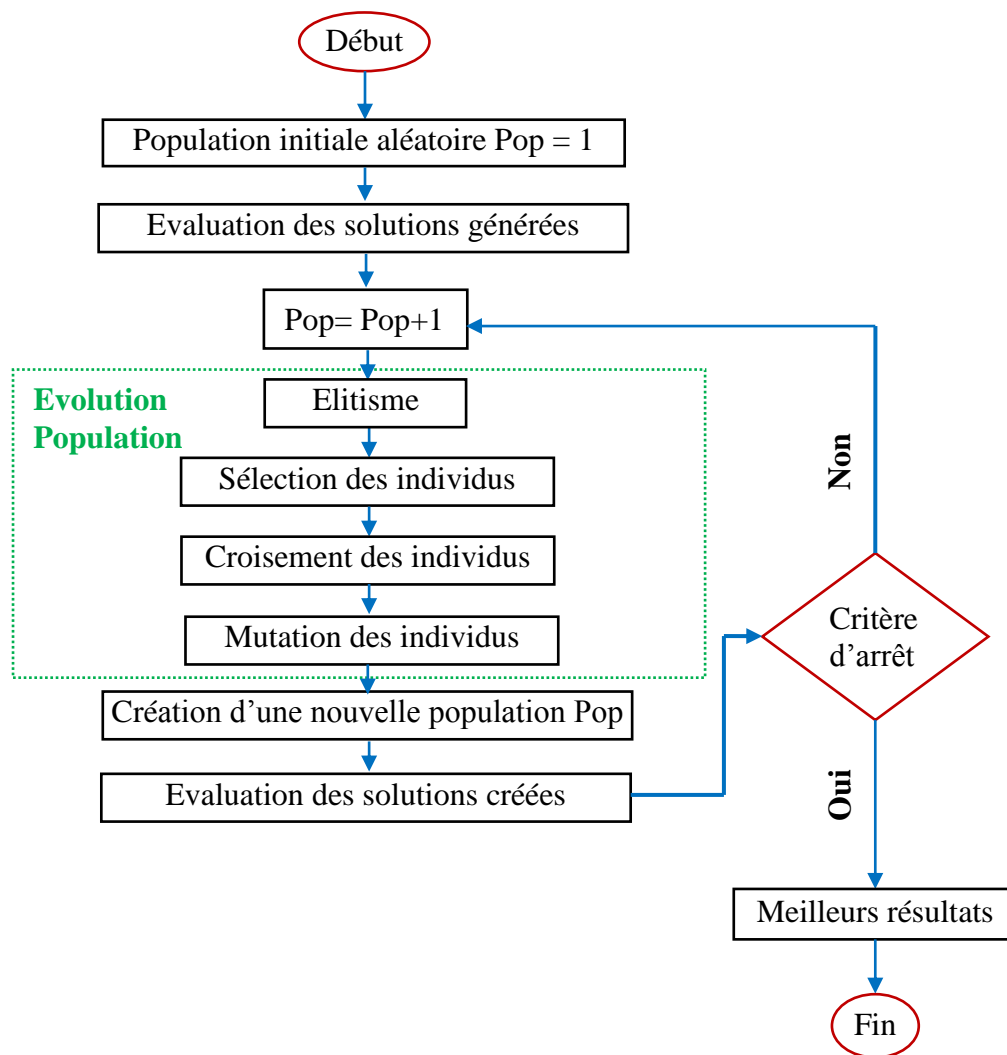 Début
Population initiale aléatoire Pop = 1
Evaluation des solutions générées
Pop= Pop+1
Evolution
Population
Elitisme
Sélection des individus
Croisement des individus
Mutation des individus
Création d’une nouvelle population Pop
Evaluation des solutions créées
Critère
d’arrêt
Non
Oui
Meilleurs résultats
Fin